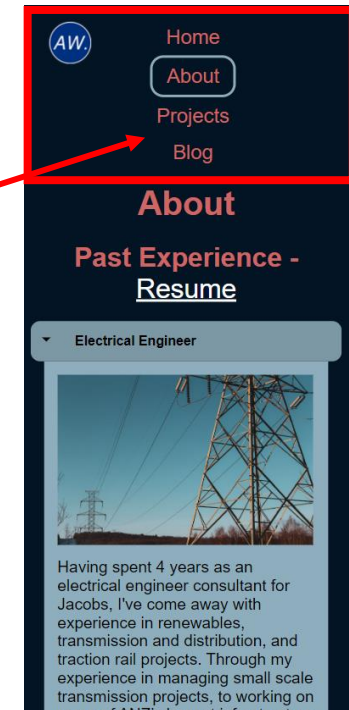 AW.
Home
About
Projects
Blog
About
Past Experience -
Resume
Electrical Engineer
Having spent 4 years as an
electrical engineer consultant for
Jacobs, I've come away with
experience in renewables,
transmission and distribution, and
traction rail projects. Through my
experience in managing small scale
transmission projects, to working on